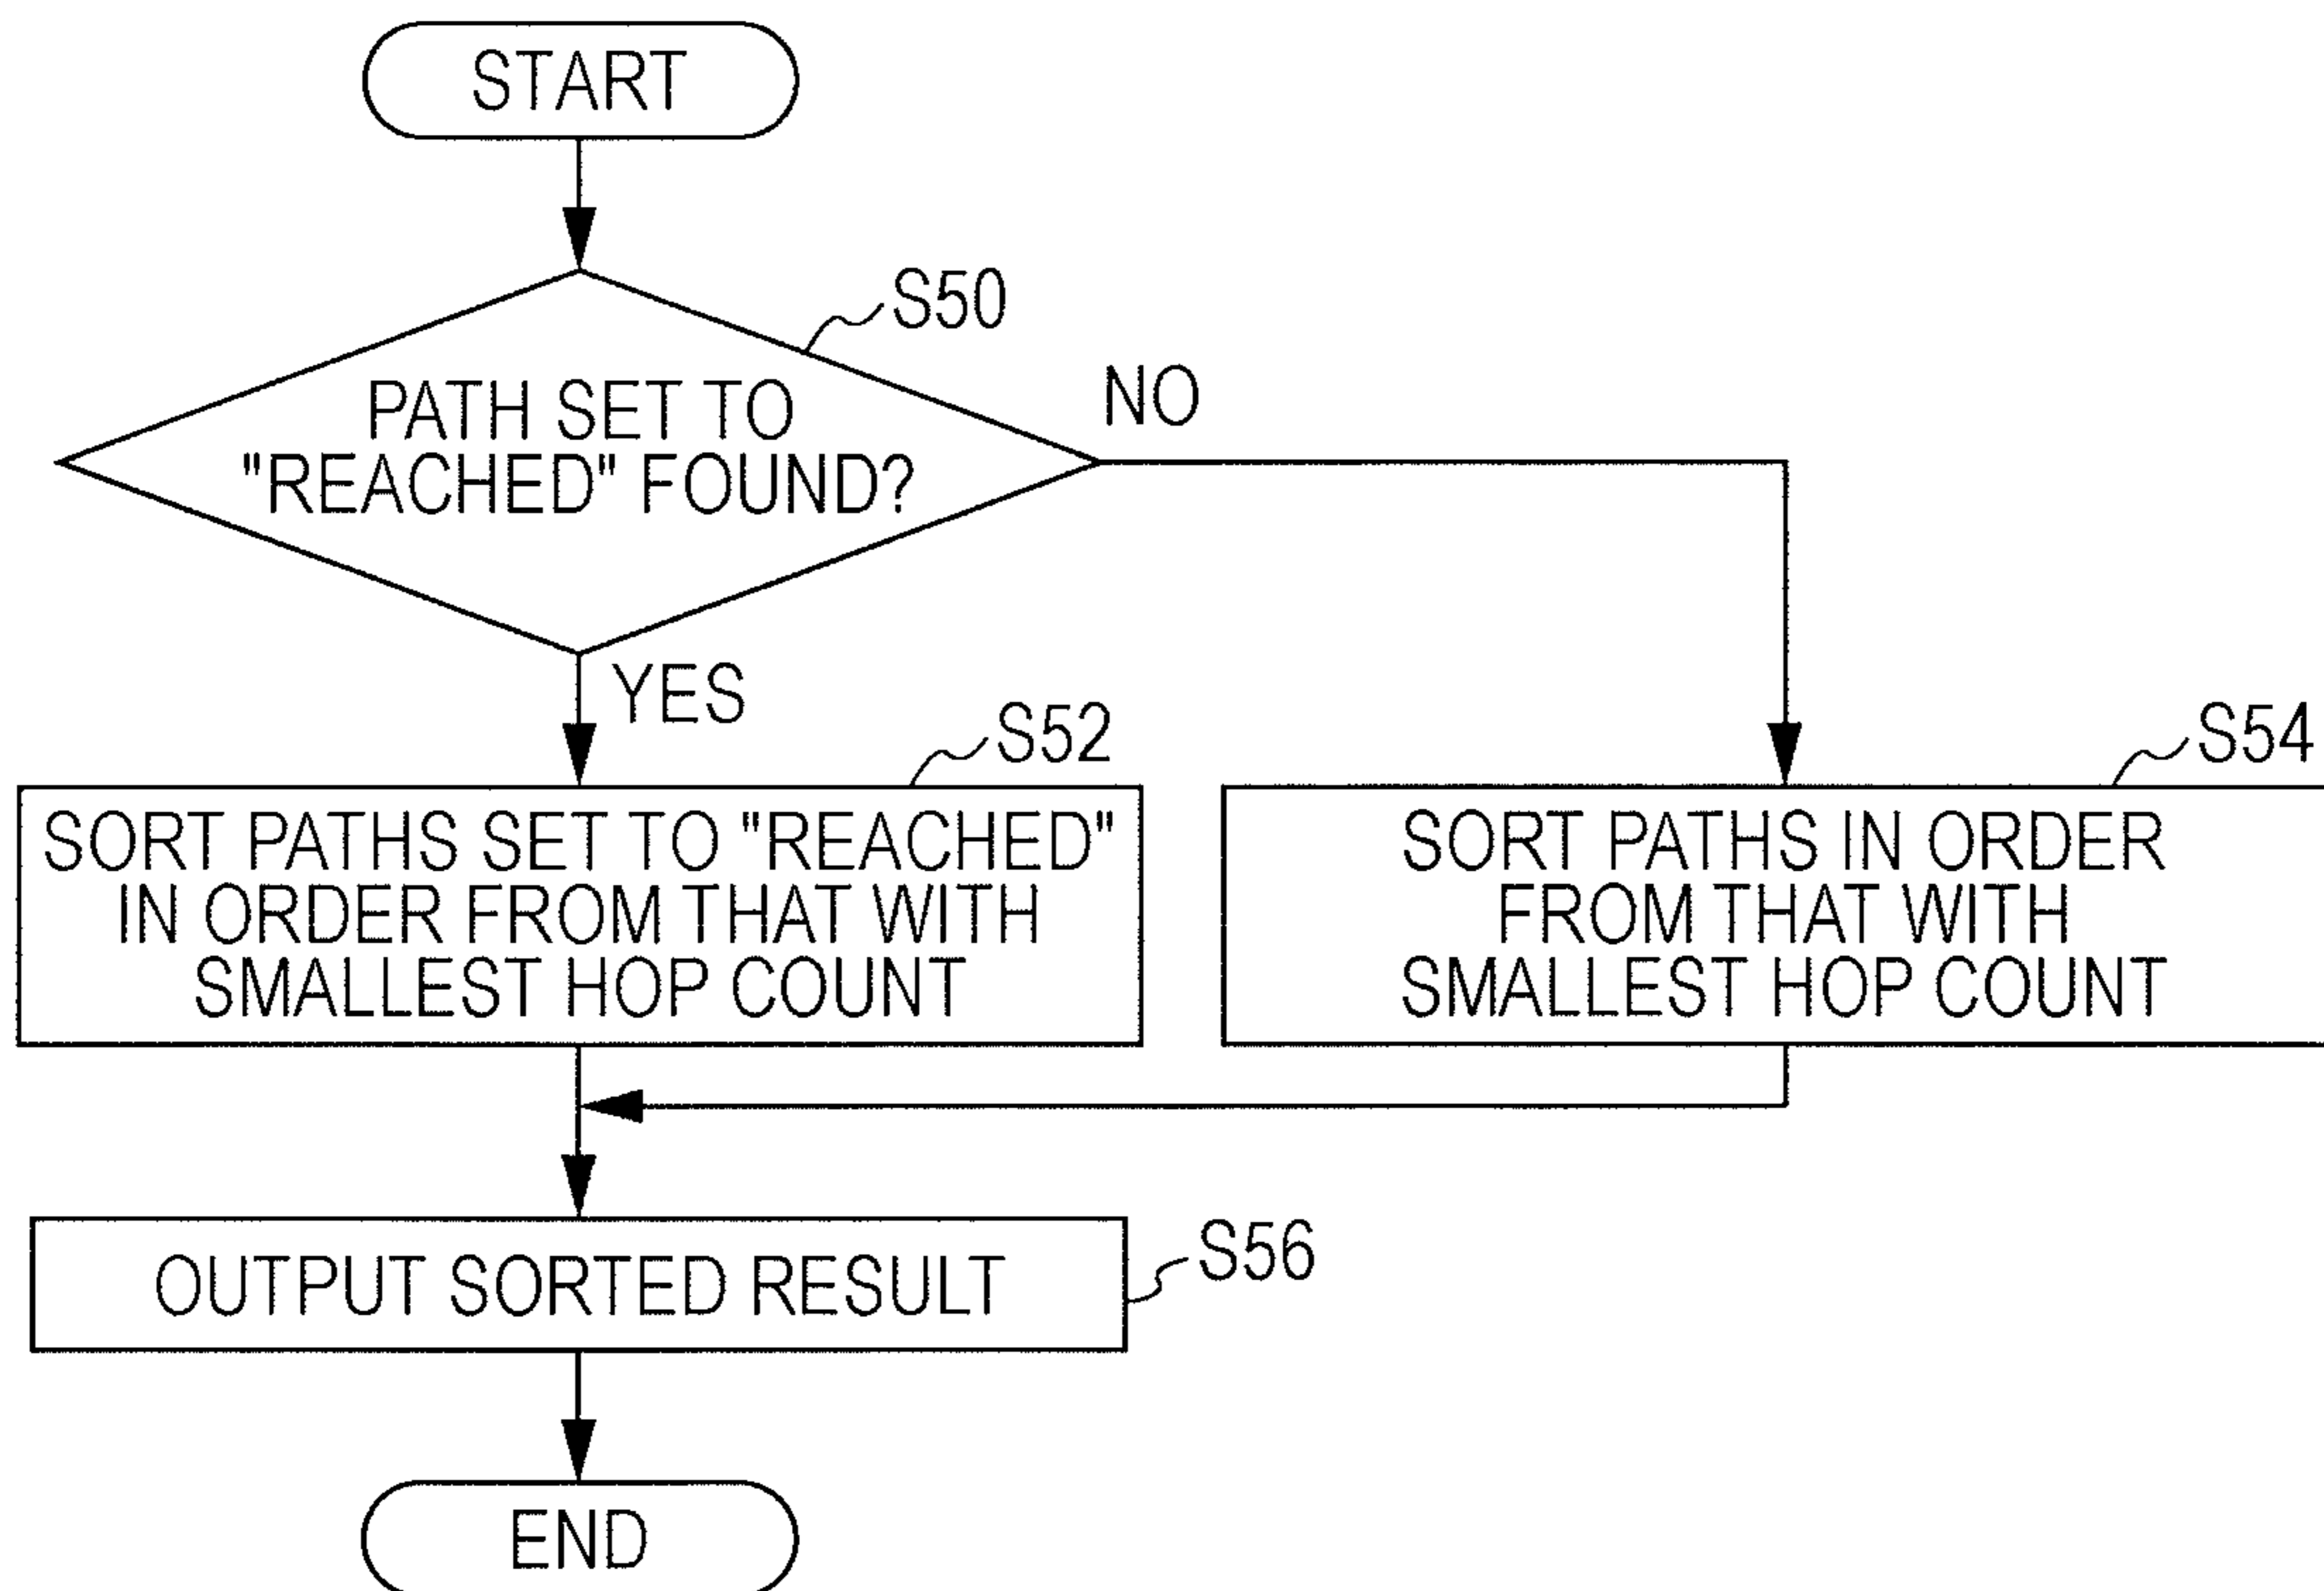 START
S50
PATH SET TO
"REACHED" FOUND?
NO
YES
S52
SORT PATHS SET TO "REACHED"
IN ORDER FROM THAT WITH
SMALLEST HOP COUNT
S54
SORT PATHS IN ORDER
FROM THAT WITH
SMALLEST HOP COUNT
OUTPUT SORTED RESULT
S56
END